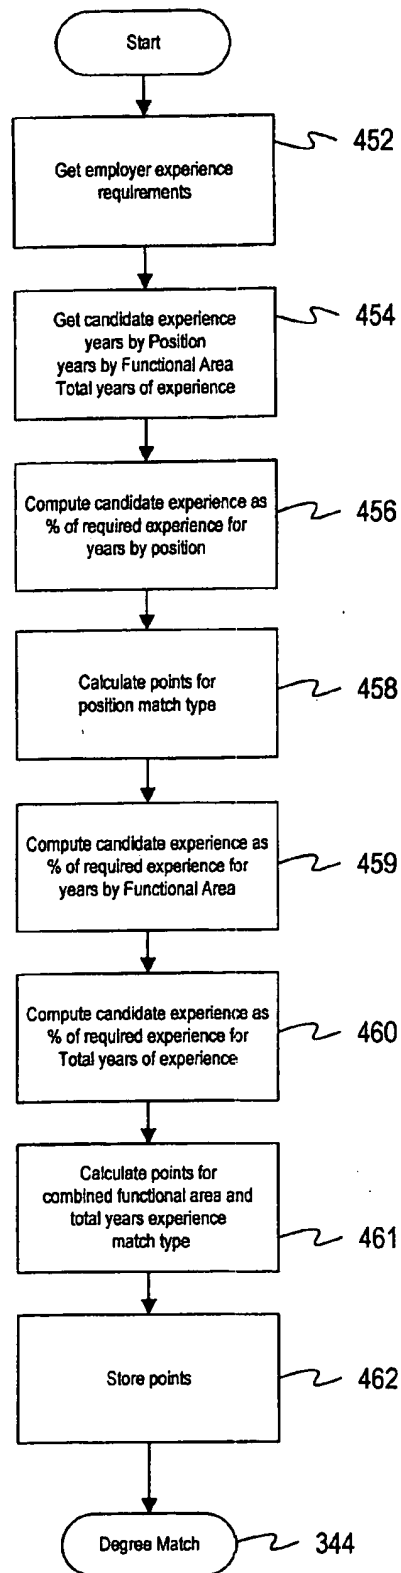 Start
Get employer experience
requirements
452
Get candidate experience
years by Position
years by Functional Area
Total years of experience
454
Compute candidate experience as
% of required experience for
years by position
456
Calculate points for
position match type
458
Compute candidate experience as
% of required experience for
years by Functional Area
459
Compute candidate experience as
% of required experience for
Total years of experience
460
Calculate points for
combined functional area and
total years experience
match type
461
Store points
462
Degree Match
344